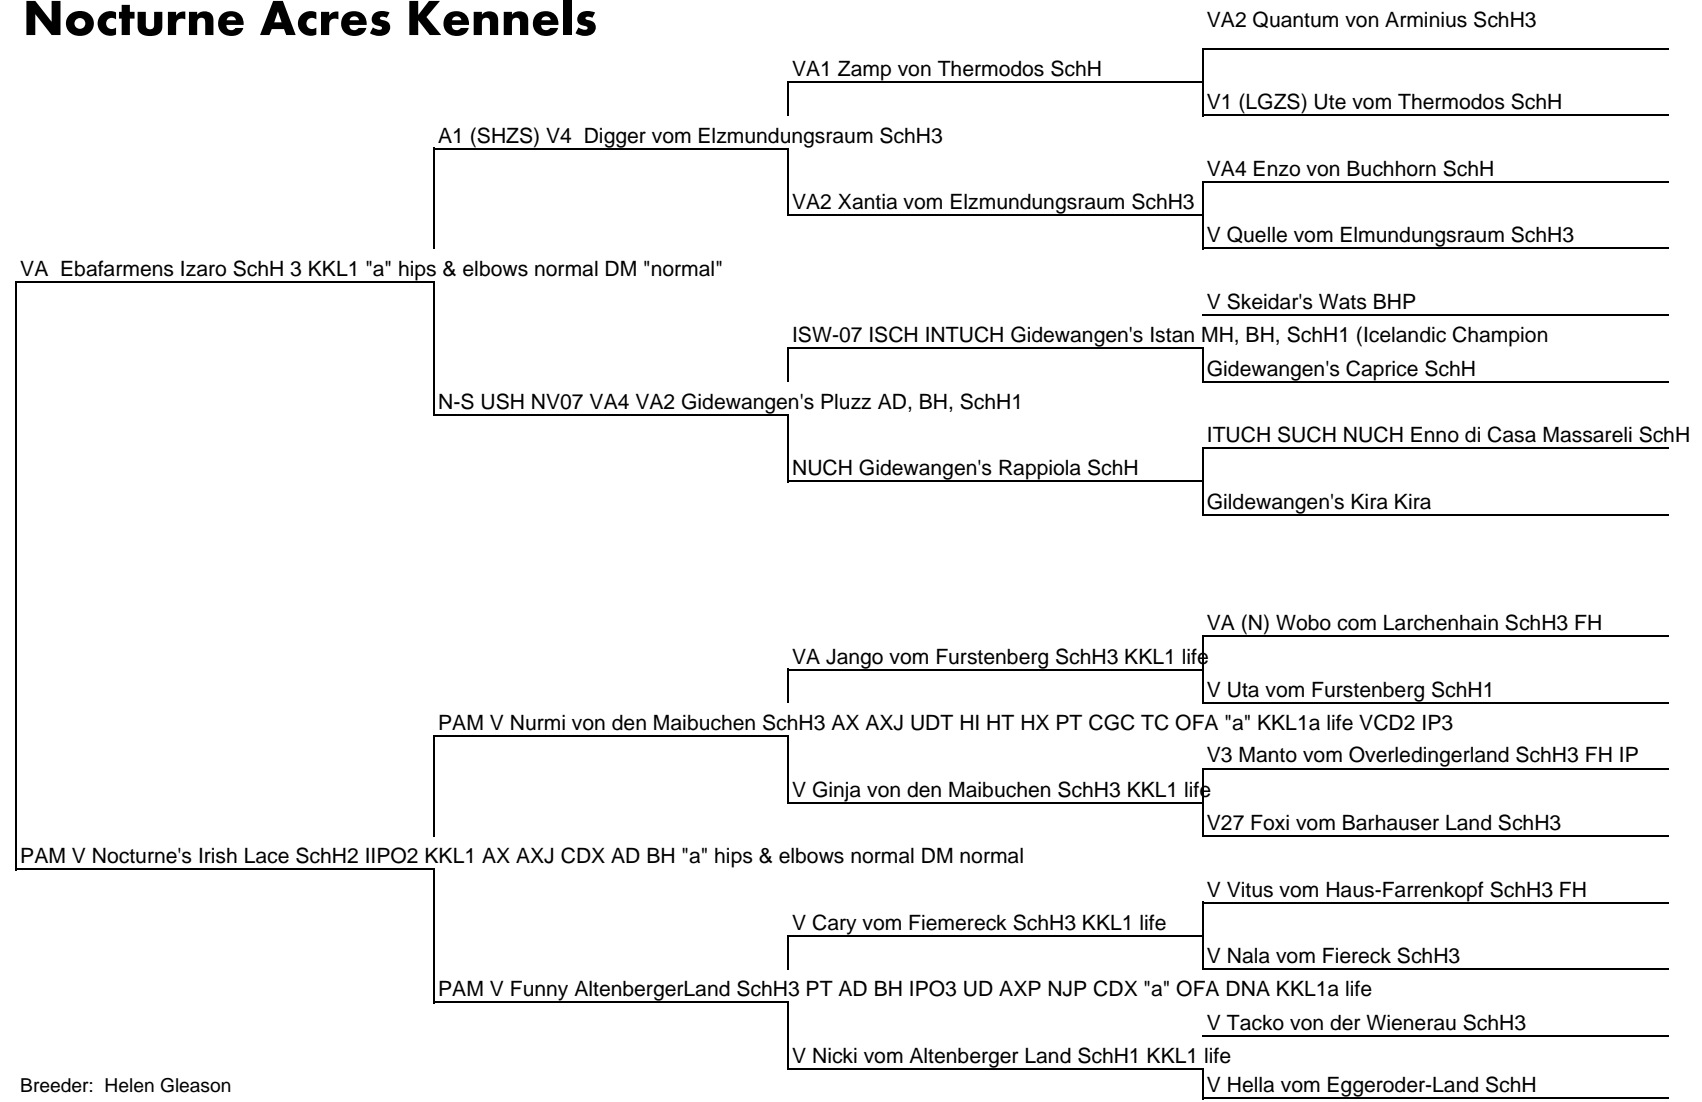 Nocturne Acres Kennels
VA2 Quantum von Arminius SchH3
VA1 Zamp von Thermodos SchH
V1 (LGZS) Ute vom Thermodos SchH
A1 (SHZS) V4  Digger vom Elzmundungsraum SchH3
VA4 Enzo von Buchhorn SchH
VA2 Xantia vom Elzmundungsraum SchH3
V Quelle vom Elmundungsraum SchH3
VA  Ebafarmens Izaro SchH 3 KKL1 "a" hips & elbows normal DM "normal"
V Skeidar's Wats BHP
ISW-07 ISCH INTUCH Gidewangen's Istan MH, BH, SchH1 (Icelandic Champion
Gidewangen's Caprice SchH
N-S USH NV07 VA4 VA2 Gidewangen's Pluzz AD, BH, SchH1
ITUCH SUCH NUCH Enno di Casa Massareli SchH
NUCH Gidewangen's Rappiola SchH
Gildewangen's Kira Kira
VA (N) Wobo com Larchenhain SchH3 FH
VA Jango vom Furstenberg SchH3 KKL1 life
V Uta vom Furstenberg SchH1
PAM V Nurmi von den Maibuchen SchH3 AX AXJ UDT HI HT HX PT CGC TC OFA "a" KKL1a life VCD2 IP3
V3 Manto vom Overledingerland SchH3 FH IP
V Ginja von den Maibuchen SchH3 KKL1 life
V27 Foxi vom Barhauser Land SchH3
PAM V Nocturne's Irish Lace SchH2 IIPO2 KKL1 AX AXJ CDX AD BH "a" hips & elbows normal DM normal
V Vitus vom Haus-Farrenkopf SchH3 FH
V Cary vom Fiemereck SchH3 KKL1 life
V Nala vom Fiereck SchH3
PAM V Funny AltenbergerLand SchH3 PT AD BH IPO3 UD AXP NJP CDX "a" OFA DNA KKL1a life
V Tacko von der Wienerau SchH3
V Nicki vom Altenberger Land SchH1 KKL1 life
V Hella vom Eggeroder-Land SchH
Breeder:  Helen Gleason